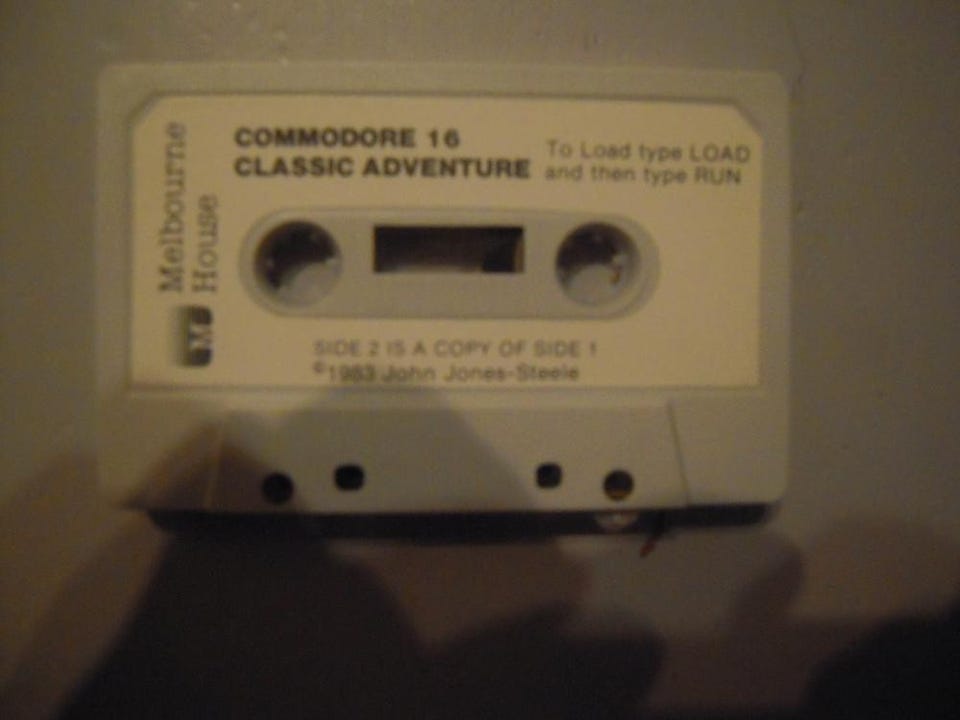 COMMODORE 16
CLASSIC ADVENTURE
To Load type LOAD
and then type RUN
Melbourne
House
M
SIDE 2 IS A COPY OF SIDE 1
©1983 John Jones-Steele